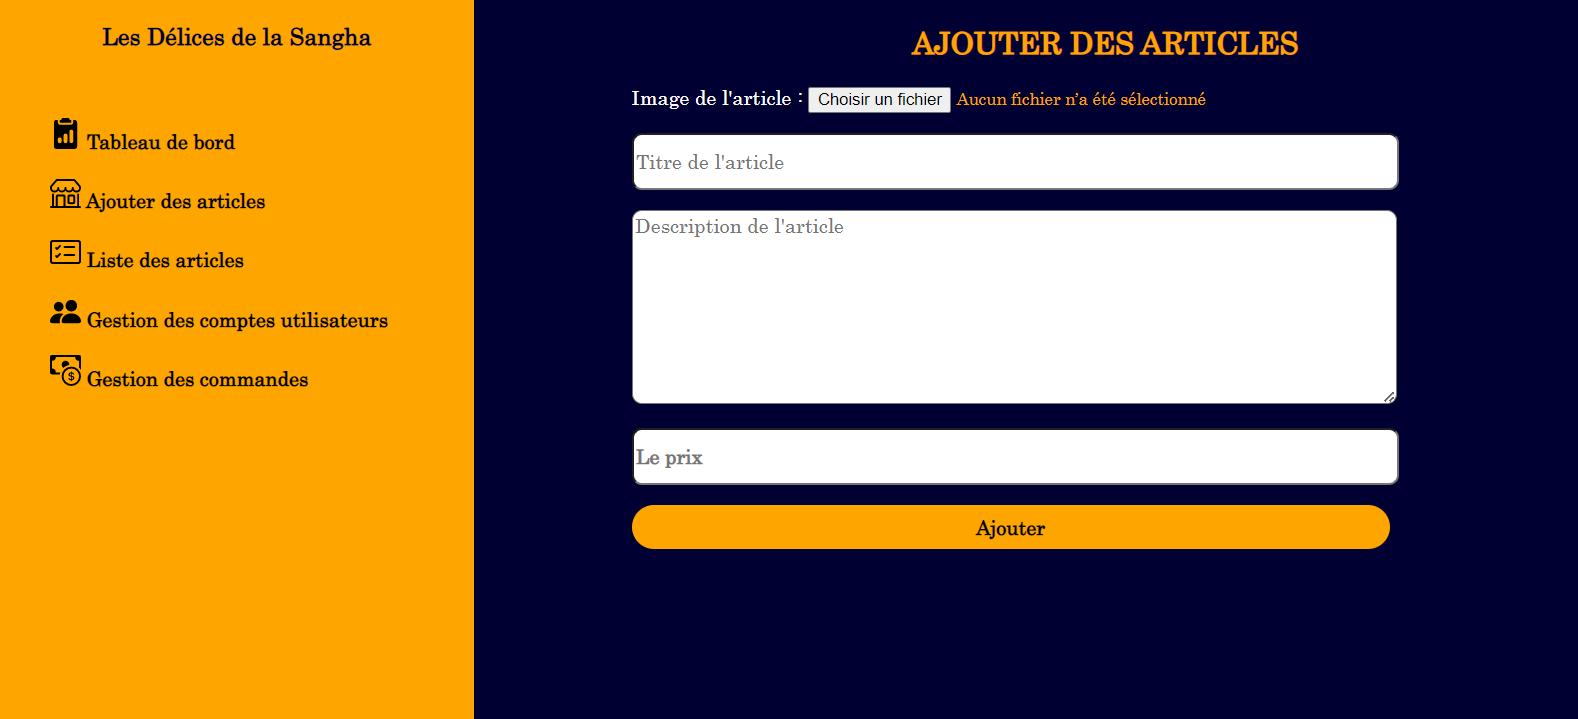 Les Délices de la Sangha
Tableau de bord
Ajouter des articles
Liste des articles
Gestion des comptes utilisateurs
Gestion des commandes
AJOUTER DES ARTICLES
Image de l'article : Choisir un fichier Aucun fichier n’a été sélectionné
Titre de l'article
Description de l'article
Le prix
Ajouter